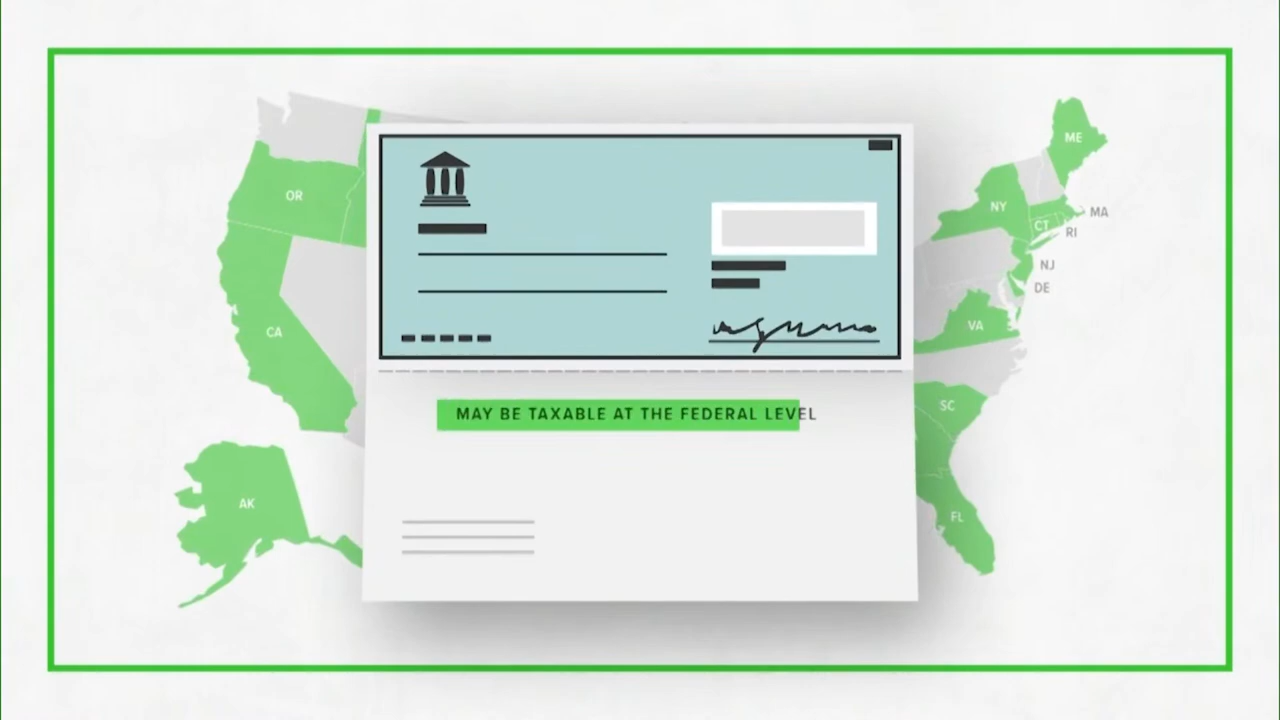 ME
OR
NY
MA
CT
RI
NJ
DE
CA
VA
MAY BE TAXABLE AT THE FEDERAL LEVEL
SC
AK
FL